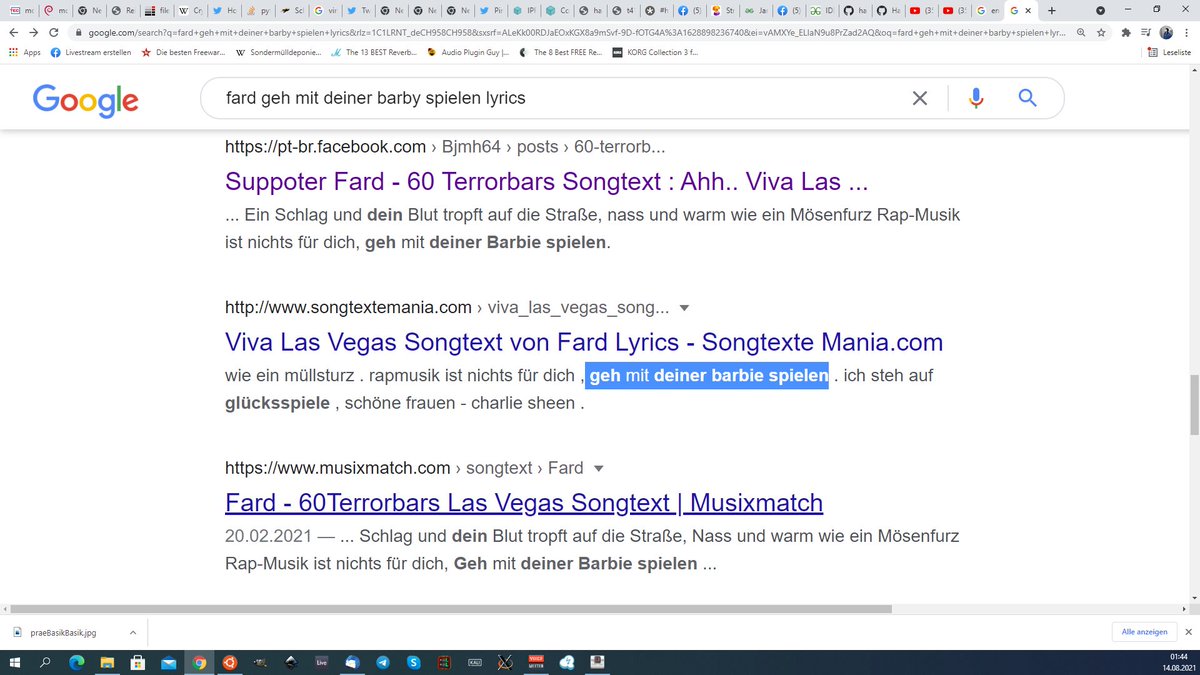 google.com/search?q=fard+geh+mit+deiner+barby+spielen+lyrics&rlz=1C1LRNT_deCH958CH958&sxsrf=ALeKk00RDJaEOxKGX8a9mSvf-9D-fOTG4A%3A1628898236740&ei=vAMXYe_ELIaN9u8PrZad2AQ&oq=fard+geh+mit+deiner+barby+spielen+lyr...
Apps Livestream erstellen Die besten Freewar... Sondermülldeponie... The 13 BEST Reverb... Audio Plugin Guy |... The 8 Best FREE Re... KORG Collection 3 f... Leseliste
Google
fard geh mit deiner barby spielen lyrics
https://pt-br.facebook.com › Bjmh64 › posts › 60-terrorb...
Suppoter Fard - 60 Terrorbars Songtext : Ahh.. Viva Las ...
... Ein Schlag und dein Blut tropft auf die Straße, nass und warm wie ein Mösenfurz Rap-Musik
ist nichts für dich, geh mit deiner Barbie spielen.
http://www.songtextemania.com › viva_las_vegas_song...
Viva Las Vegas Songtext von Fard Lyrics - Songtexte Mania.com
wie ein müllsturz . rapmusik ist nichts für dich , geh mit deiner barbie spielen . ich steh auf
glücksspiele , schöne frauen - charlie sheen .
https://www.musixmatch.com › songtext › Fard
Fard - 60Terrorbars Las Vegas Songtext | Musixmatch
20.02.2021 — ... Schlag und dein Blut tropft auf die Straße, Nass und warm wie ein Mösenfurz
Rap-Musik ist nichts für dich, Geh mit deiner Barbie spielen ...
praeBasikBasik.jpg
Alle anzeigen
Live
01:44
14.08.2021